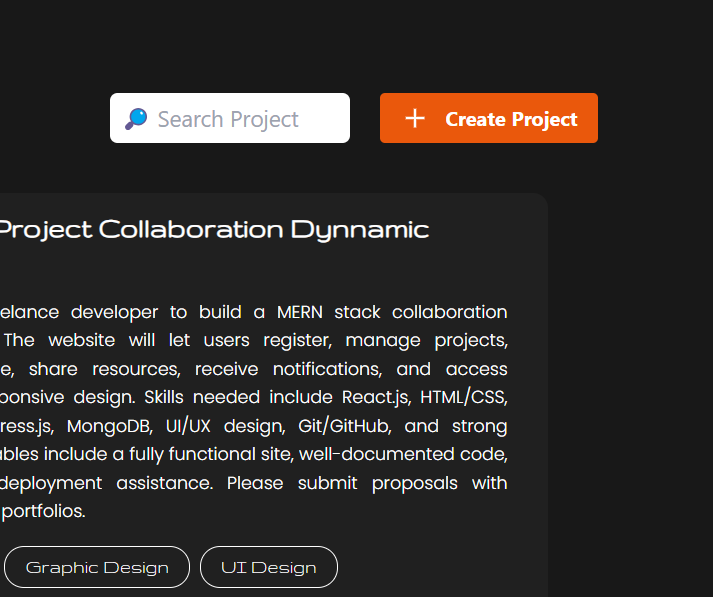 Search Project
Create Project
Project Collaboration Dynnamic
elance developer to build a MERN stack collaboration
The website will let users register, manage projects,
e, share resources, receive notifications, and access
ponsive design. Skills needed include React.js, HTML/CSS,
ress.js, MongoDB, UI/UX design, Git/GitHub, and strong
ables include a fully functional site, well-documented code,
deployment assistance. Please submit proposals with
portfolios.
Graphic Design
UI Design